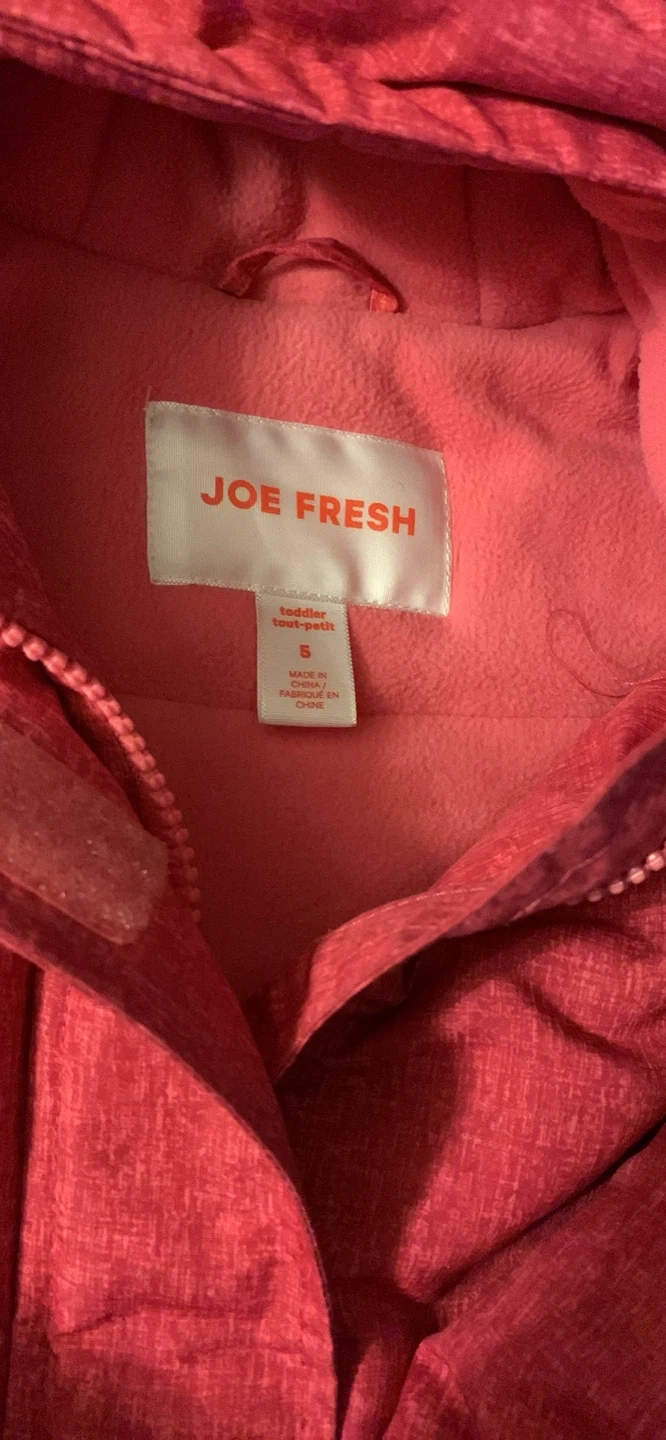 JOE FRESH
toddler
tout-petit
5
MADE IN
CHINA /
FABRIQUÉ EN
CHINE